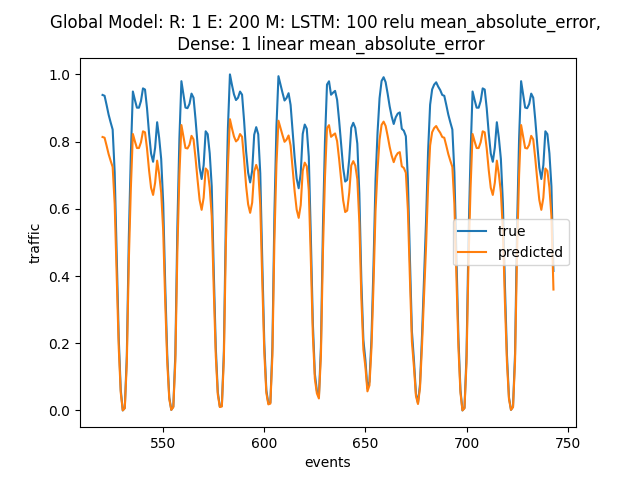 Global Model: R: 1 E: 200 M: LSTM: 100 relu mean_absolute_error,
Dense: 1 linear mean_absolute_error
1.0
0.8
0.6
0.4
0.2
0.0
traffic
true
predicted
550
600
650
700
750
events